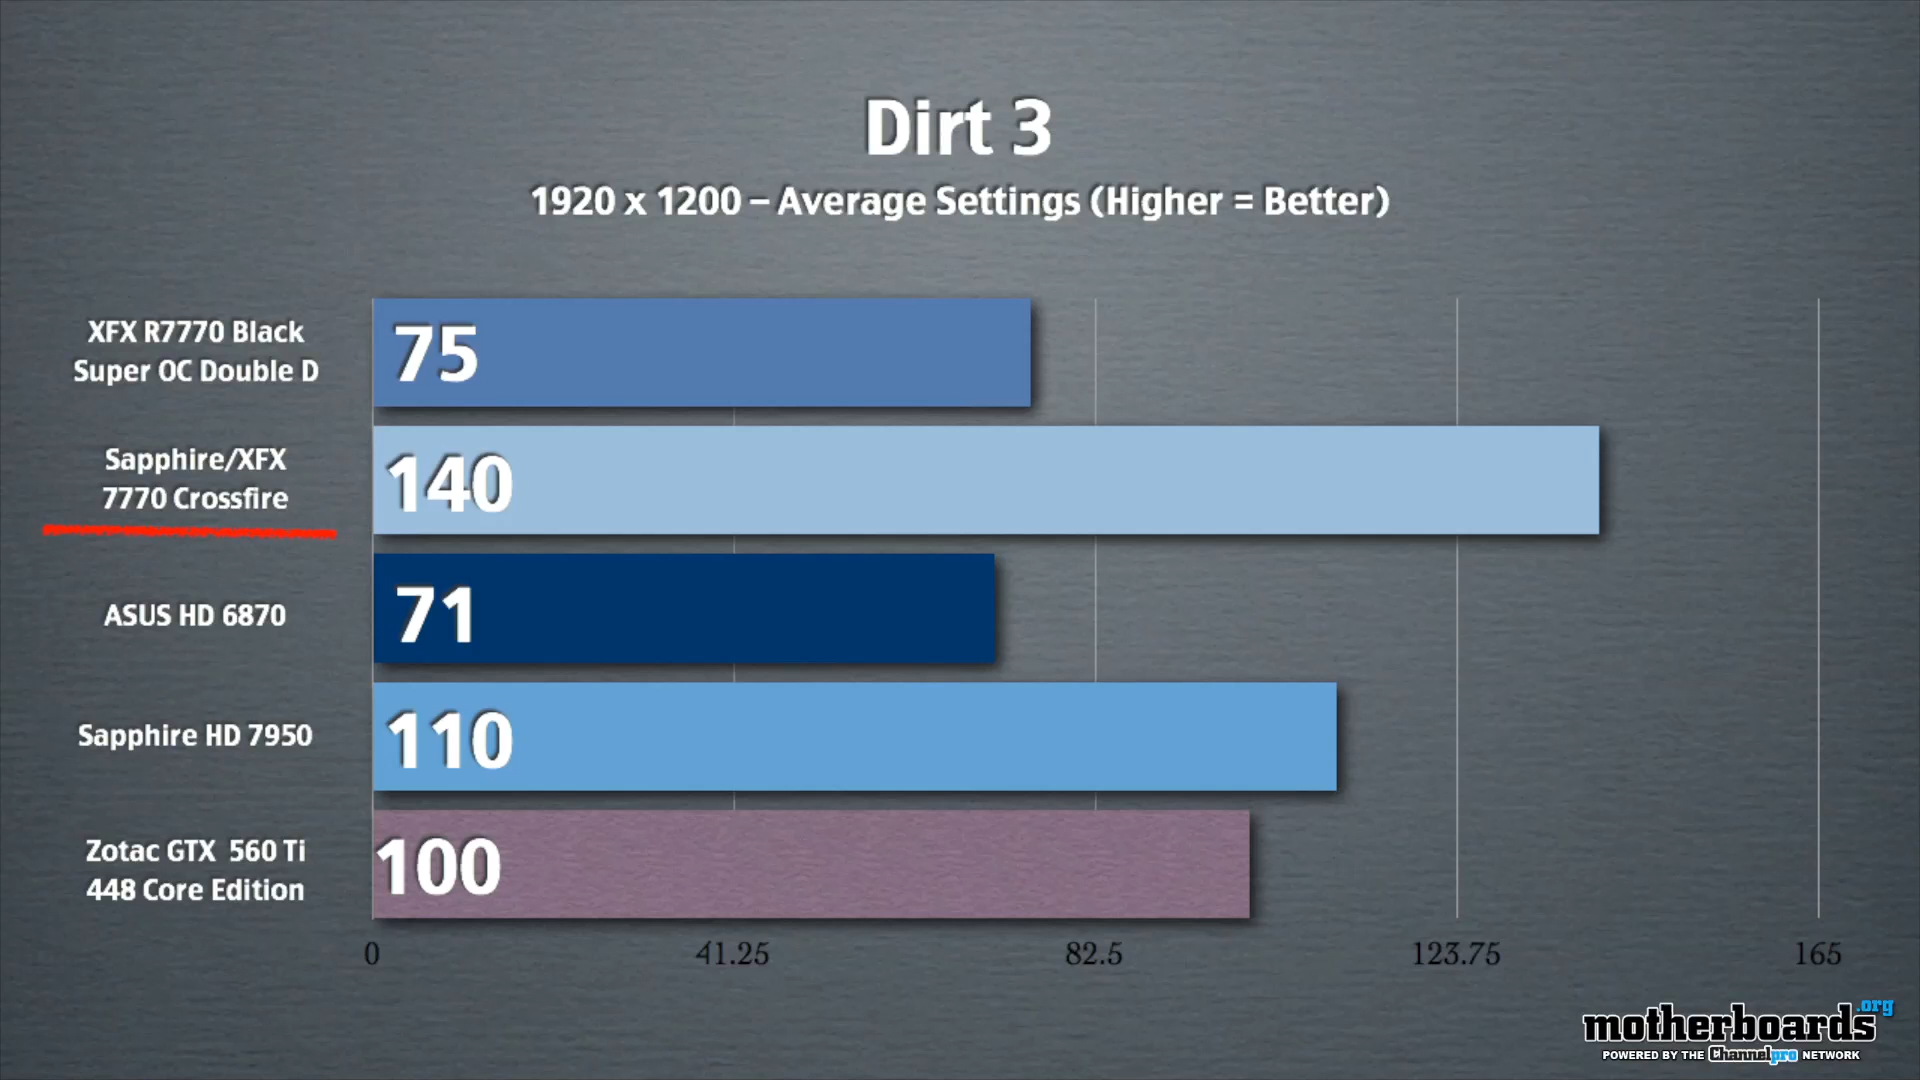 Dirt 3
1920 x 1200 – Average Settings (Higher = Better)
XFX R7770 Black
Super OC Double D
75
Sapphire/XFX
7770 Crossfire
140
ASUS HD 6870
71
Sapphire HD 7950
110
Zotac GTX 560 Ti
448 Core Edition
100
0 41.25 82.5 123.75 165
motherboards.org
POWERED BY THE Channelpro NETWORK